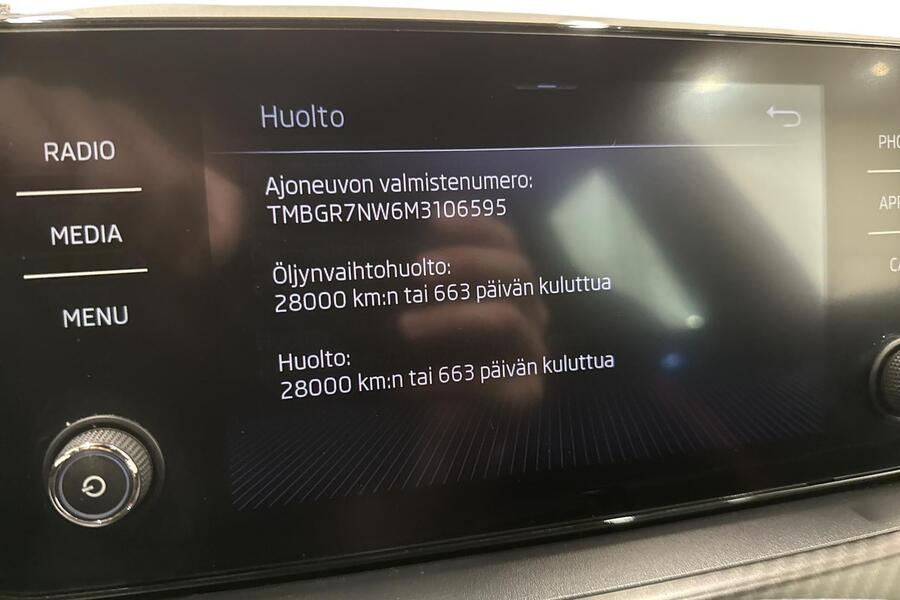 Huolto
RADIO
MEDIA
MENU
Ajoneuvon valmistenumero:
TMBGR7NW6M3106595
Öljynvaihtohuolto:
28000 km:n tai 663 päivän kuluttua
Huolto:
28000 km:n tai 663 päivän kuluttua